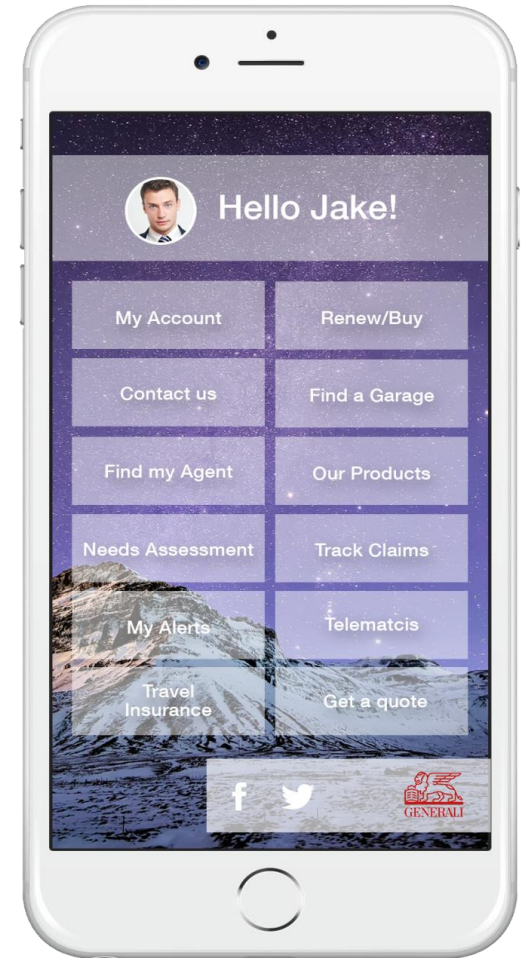 Hello Jake!
My Account
Renew/Buy
Contact us
Find a Garage
Find my Agent
Our Products
Needs Assessment
Track Claims
My Alerts
Telematcis
Travel
Insurance
Get a quote
GENERALI